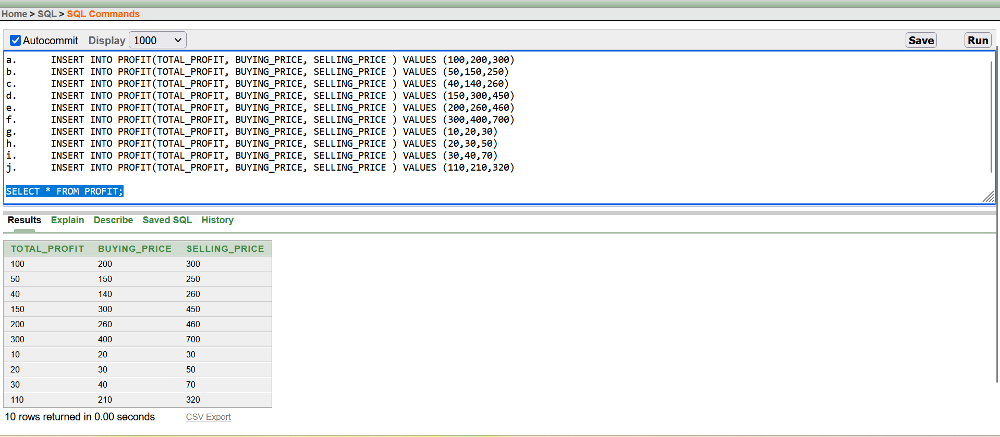 Home > SQL > SQL Commands
Autocommit Display 1000 Save Run
a. INSERT INTO PROFIT(TOTAL_PROFIT, BUYING_PRICE, SELLING_PRICE ) VALUES (100,200,300)
b. INSERT INTO PROFIT(TOTAL_PROFIT, BUYING_PRICE, SELLING_PRICE ) VALUES (50,150,250)
c. INSERT INTO PROFIT(TOTAL_PROFIT, BUYING_PRICE, SELLING_PRICE ) VALUES (40,140,260)
d. INSERT INTO PROFIT(TOTAL_PROFIT, BUYING_PRICE, SELLING_PRICE ) VALUES (150,300,450)
e. INSERT INTO PROFIT(TOTAL_PROFIT, BUYING_PRICE, SELLING_PRICE ) VALUES (200,260,460)
f. INSERT INTO PROFIT(TOTAL_PROFIT, BUYING_PRICE, SELLING_PRICE ) VALUES (300,400,700)
g. INSERT INTO PROFIT(TOTAL_PROFIT, BUYING_PRICE, SELLING_PRICE ) VALUES (10,20,30)
h. INSERT INTO PROFIT(TOTAL_PROFIT, BUYING_PRICE, SELLING_PRICE ) VALUES (20,30,50)
i. INSERT INTO PROFIT(TOTAL_PROFIT, BUYING_PRICE, SELLING_PRICE ) VALUES (30,40,70)
j. INSERT INTO PROFIT(TOTAL_PROFIT, BUYING_PRICE, SELLING_PRICE ) VALUES (110,210,320)
SELECT * FROM PROFIT;
Results Explain Describe Saved SQL History
TOTAL_PROFIT BUYING_PRICE SELLING_PRICE
100 200 300
50 150 250
40 140 260
150 300 450
200 260 460
300 400 700
10 20 30
20 30 50
30 40 70
110 210 320
10 rows returned in 0.00 seconds CSV Export